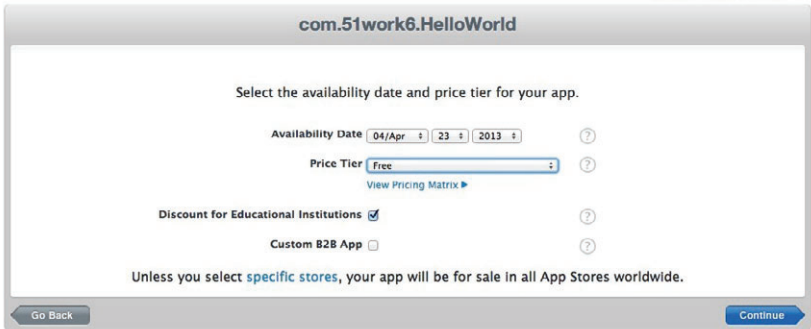 com.51work6.HelloWorld
Select the availability date and price tier for your app.
Availability Date 04/Apr 23 2013 ?
Price Tier Free ?
View Pricing Matrix ▶
Discount for Educational Institutions ?
Custom B2B App ?
Unless you select specific stores, your app will be for sale in all App Stores worldwide.
Go Back Continue